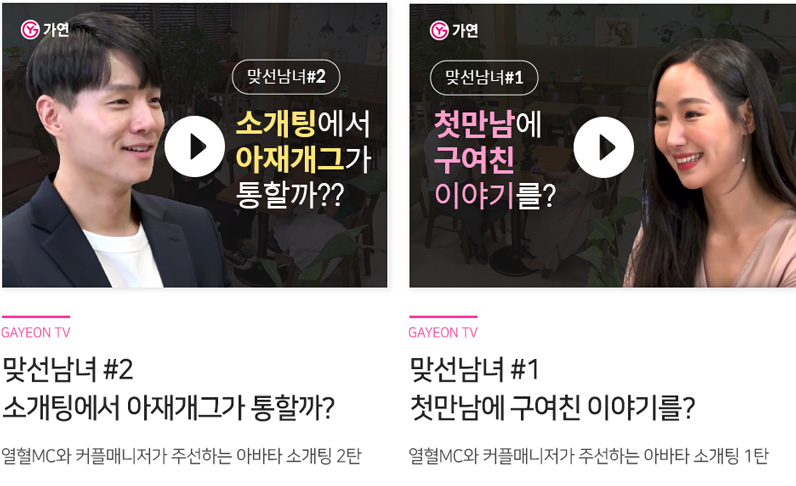 가연
맞선남녀#2
소개팅에서
아재개그가
통할까??
GAYEON TV
맞선남녀 #2
소개팅에서 아재개그가 통할까?
열혈MC와 커플매니저가 주선하는 아바타 소개팅 2탄
가연
맞선남녀#1
첫만남에
구여친
이야기를?
GAYEON TV
맞선남녀 #1
첫만남에 구여친 이야기를?
열혈MC와 커플매니저가 주선하는 아바타 소개팅 1탄